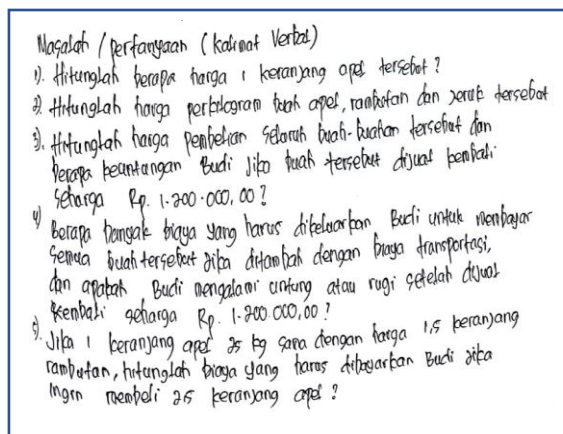 Masalah / pertanyaan (kalimat Verbal)
1). Hitunglah berapa harga 1 keranjang apel tersebut?
2). Hitunglah harga perkilogram buah apel, rambutan dan jeruk tersebut
3). Hitunglah harga pembelian seluruh buah-buahan tersebut dan
berapa keuntungan Budi jika buah tersebut dijual kembali
seharga Rp. 1.200.000,00?
4) Berapa banyak biaya yang harus dikeluarkan Budi untuk membayar
semua buah tersebut jika ditambah dengan biaya transportasi,
dan apakah Budi mengalami untung atau rugi setelah dijual
kembali seharga Rp. 1.200.000,00?
5). Jika 1 keranjang apel 25 kg sama dengan harga 1,5 keranjang
rambutan, hitunglah biaya yang harus dibayarkan Budi jika
ingin membeli 25 keranjang apel?